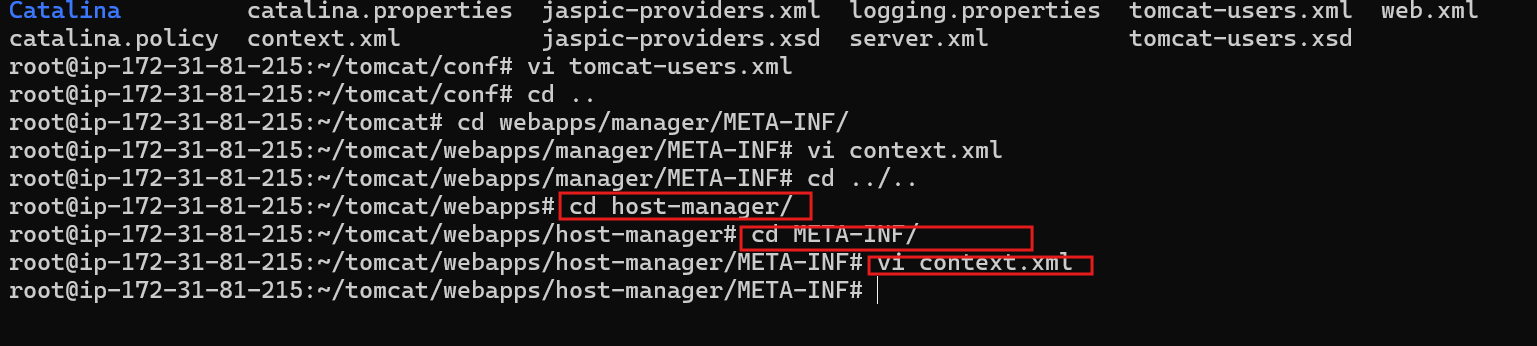 Catalina catalina.properties jaspic-providers.xml logging.properties tomcat-users.xml web.xml
catalina.policy context.xml jaspic-providers.xsd server.xml tomcat-users.xsd
root@ip-172-31-81-215:~/tomcat/conf# vi tomcat-users.xml
root@ip-172-31-81-215:~/tomcat/conf# cd ..
root@ip-172-31-81-215:~/tomcat# cd webapps/manager/META-INF/
root@ip-172-31-81-215:~/tomcat/webapps/manager/META-INF# vi context.xml
root@ip-172-31-81-215:~/tomcat/webapps/manager/META-INF# cd ../..
root@ip-172-31-81-215:~/tomcat/webapps# cd host-manager/
root@ip-172-31-81-215:~/tomcat/webapps/host-manager# cd META-INF/
root@ip-172-31-81-215:~/tomcat/webapps/host-manager/META-INF# vi context.xml
root@ip-172-31-81-215:~/tomcat/webapps/host-manager/META-INF#